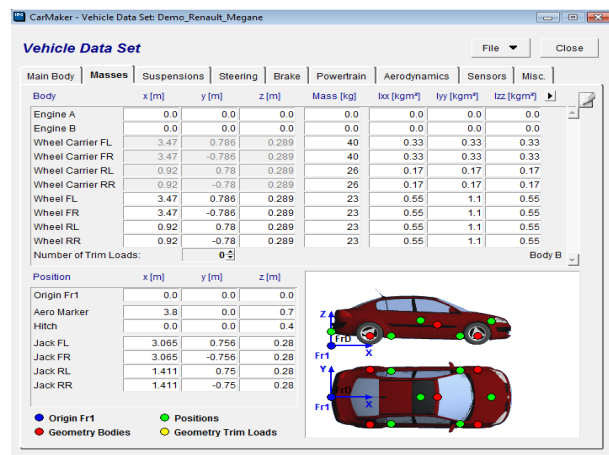 CarMaker - Vehicle Data Set: Demo_Renault_Megane
Vehicle Data Set File Close
Main Body Masses Suspensions Steering Brake Powertrain Aerodynamics Sensors Misc.
Body x [m] y [m] z [m] Mass [kg] Ixx [kgm²] Iyy [kgm²] Izz [kgm²]
Engine A 0.0 0.0 0.0 0.0 0.0 0.0 0.0
Engine B 0.0 0.0 0.0 0.0 0.0 0.0 0.0
Wheel Carrier FL 3.47 0.786 0.289 40 0.33 0.33 0.33
Wheel Carrier FR 3.47 -0.786 0.289 40 0.33 0.33 0.33
Wheel Carrier RL 0.92 0.78 0.289 26 0.17 0.17 0.17
Wheel Carrier RR 0.92 -0.78 0.289 26 0.17 0.17 0.17
Wheel FL 3.47 0.786 0.289 23 0.55 1.1 0.55
Wheel FR 3.47 -0.786 0.289 23 0.55 1.1 0.55
Wheel RL 0.92 0.78 0.289 23 0.55 1.1 0.55
Wheel RR 0.92 -0.78 0.289 23 0.55 1.1 0.55
Number of Trim Loads: 0 Body B
Position x [m] y [m] z [m]
Origin Fr1 0.0 0.0 0.0
Aero Marker 3.8 0.0 0.7
Hitch 0.0 0.0 0.4
Jack FL 3.065 0.756 0.28
Jack FR 3.065 -0.756 0.28
Jack RL 1.411 0.75 0.28
Jack RR 1.411 -0.75 0.28
Z
FrD
Fr1 X
Y
FrD
Fr1 X
Origin Fr1 Positions
Geometry Bodies Geometry Trim Loads